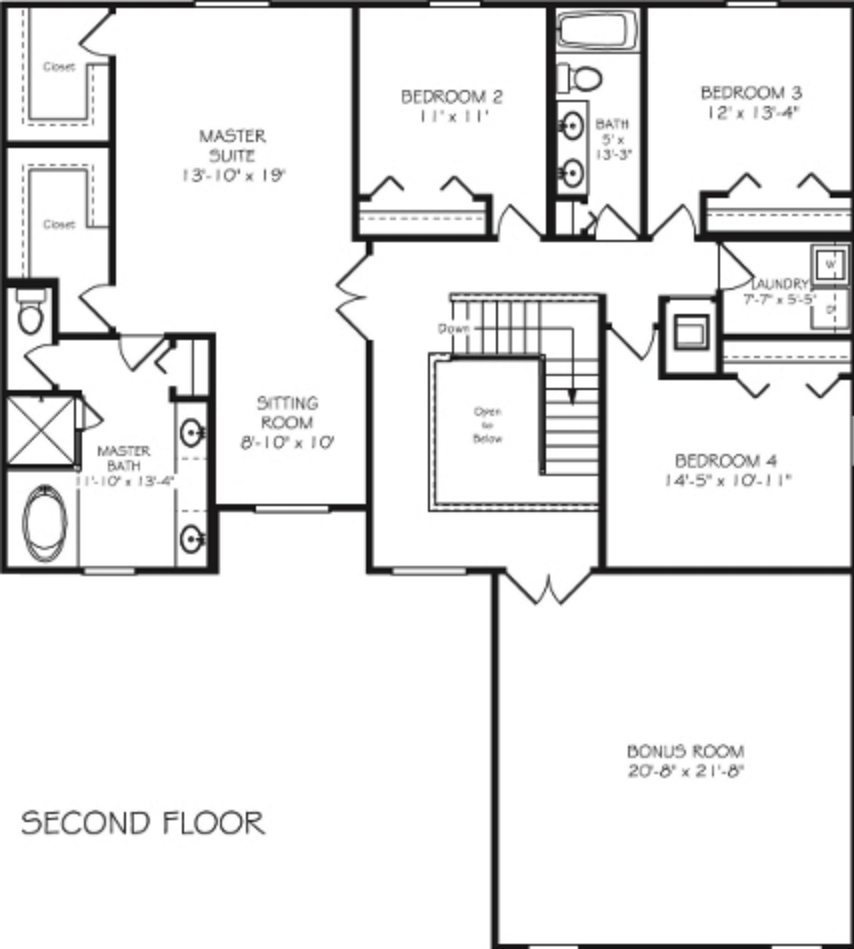 Closet
MASTER
SUITE
13'-10" x 19'
BEDROOM 2
11' x 11'
BATH
5' x
13'-3"
BEDROOM 3
12' x 13'-4"
Closet
W
LAUNDRY
7'-7" x 5'-5"
D
Down
Open
to
Below
SITTING
ROOM
8'-10" x 10'
MASTER
BATH
11'-10" x 13'-4"
BEDROOM 4
14'-5" x 10'-11"
BONUS ROOM
20'-8" x 21'-8"
SECOND FLOOR